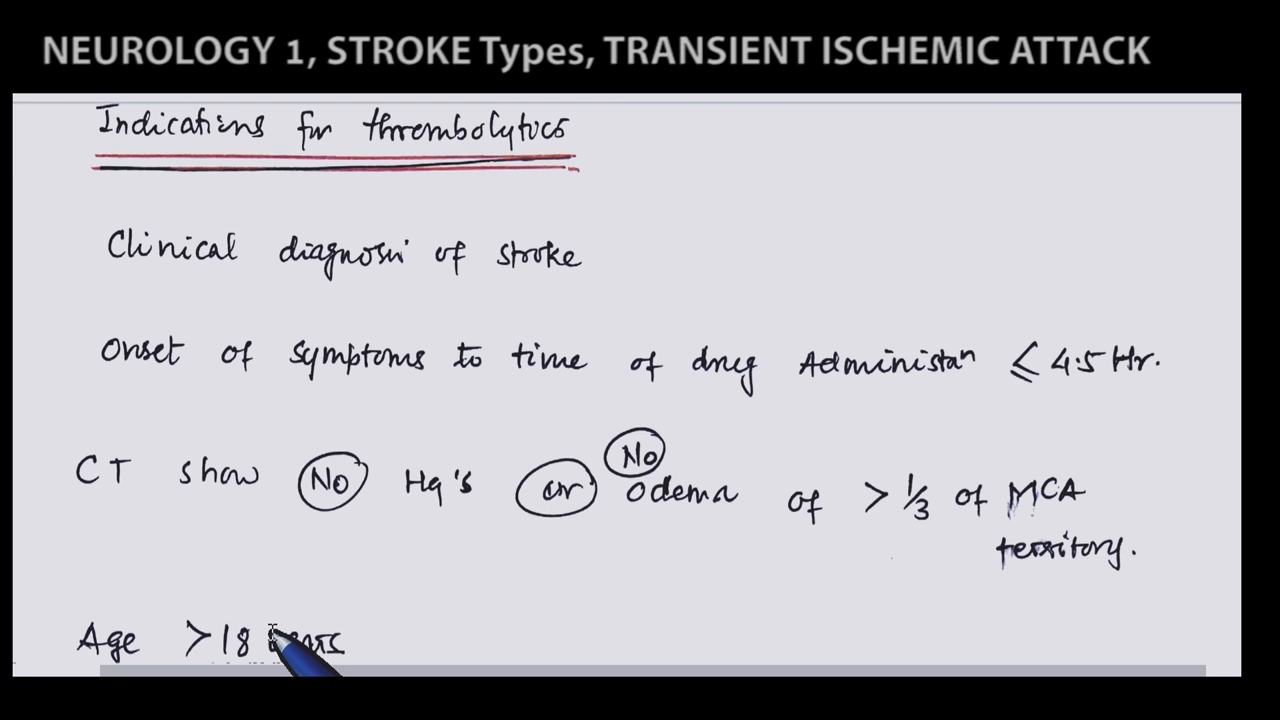 NEUROLOGY 1, STROKE Types, TRANSIENT ISCHEMIC ATTACK
Indications for thrombolytics
Clinical diagnosis of stroke
Onset of symptoms to time of drug Administan ≤ 4.5 Hr.
CT show No Hg's or No odema of > 1/3 of MCA
territory.
Age > 18